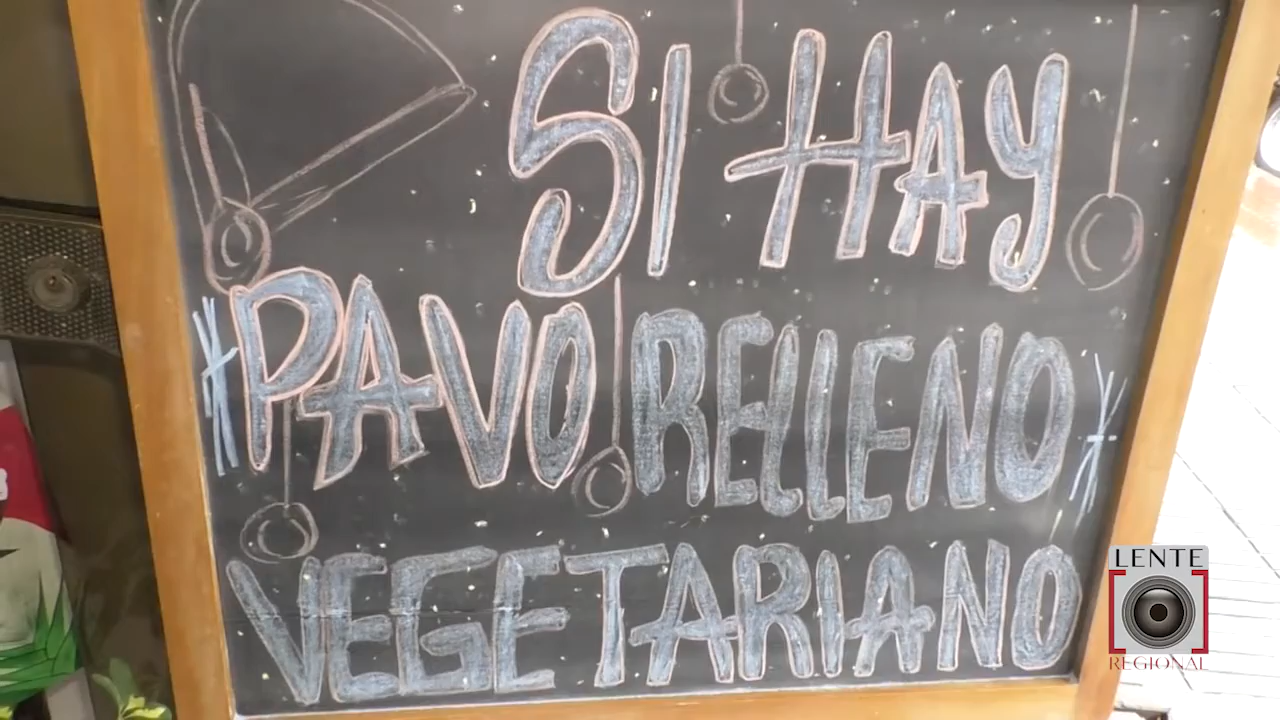 SI HAY
PAVO RELLENO
VEGETARIANO
LENTE
REGIONAL